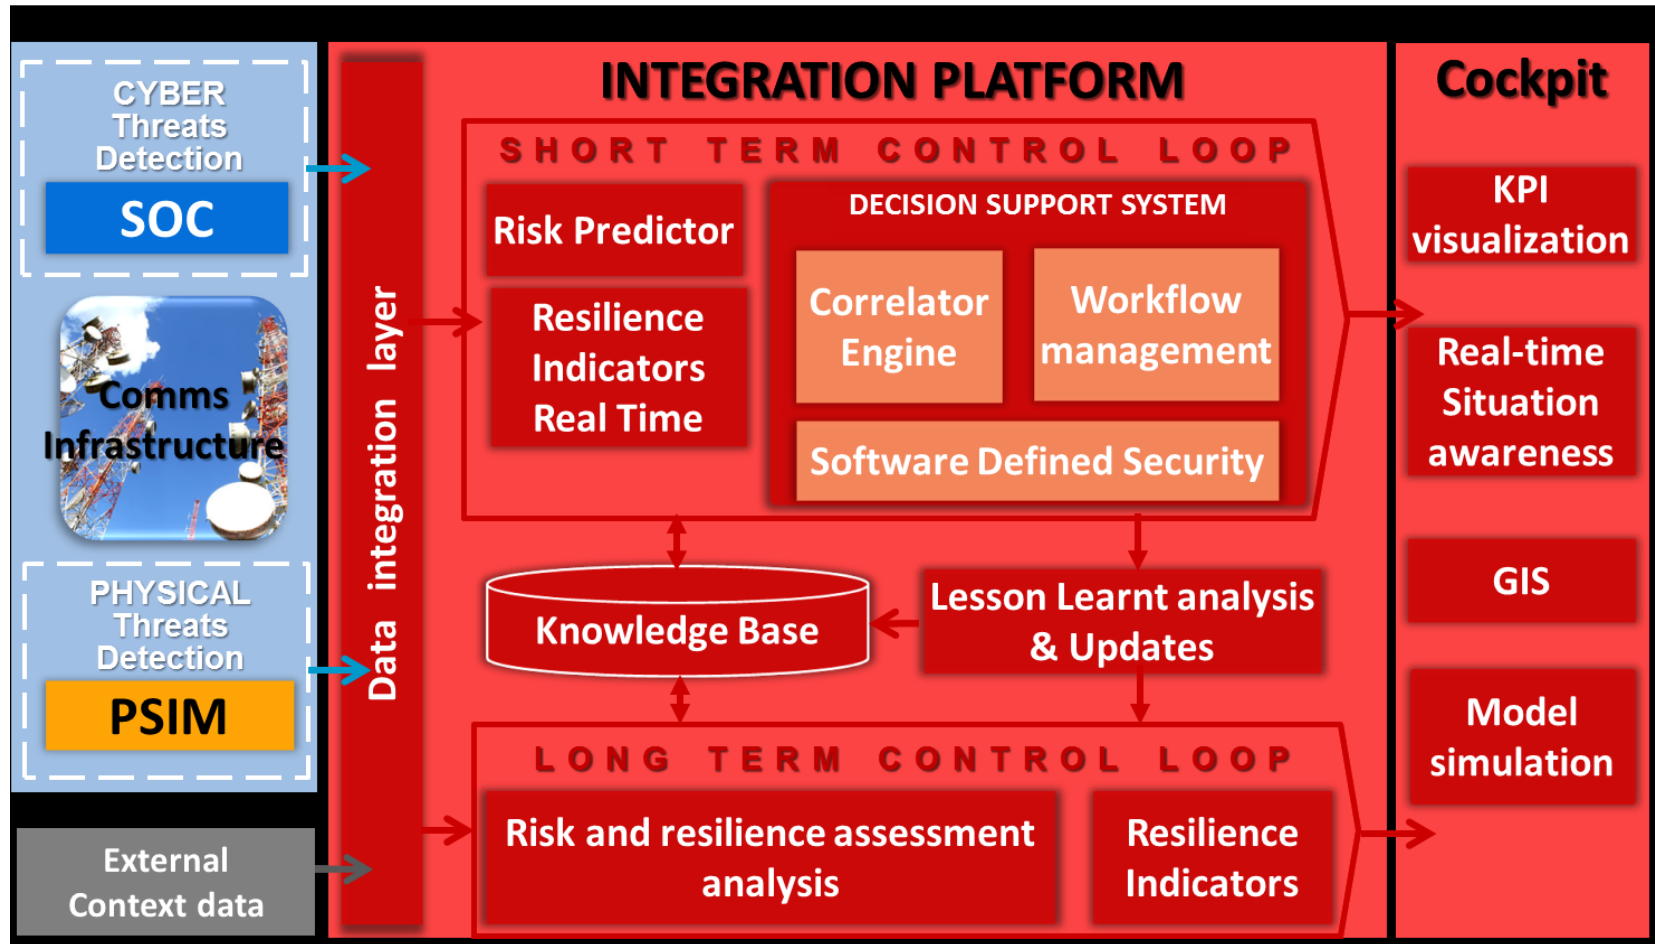 CYBER
Threats
Detection
SOC
Comms
Infrastructure
PHYSICAL
Threats
Detection
PSIM
External
Context data
Data integration layer
INTEGRATION PLATFORM
SHORT TERM CONTROL LOOP
Risk Predictor
Resilience
Indicators
Real Time
DECISION SUPPORT SYSTEM
Correlator
Engine
Workflow
management
Software Defined Security
Knowledge Base
Lesson Learnt analysis
& Updates
LONG TERM CONTROL LOOP
Risk and resilience assessment
analysis
Resilience
Indicators
Cockpit
KPI
visualization
Real-time
Situation
awareness
GIS
Model
simulation